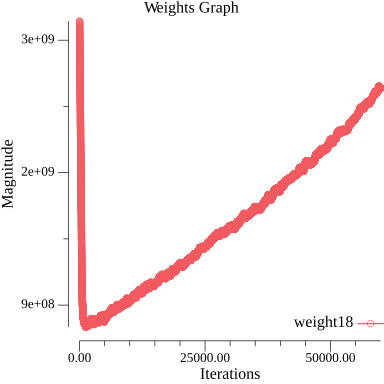 Weights Graph
3e+09
2e+09
9e+08
Magnitude
weight18
0.00 25000.00 50000.00
Iterations